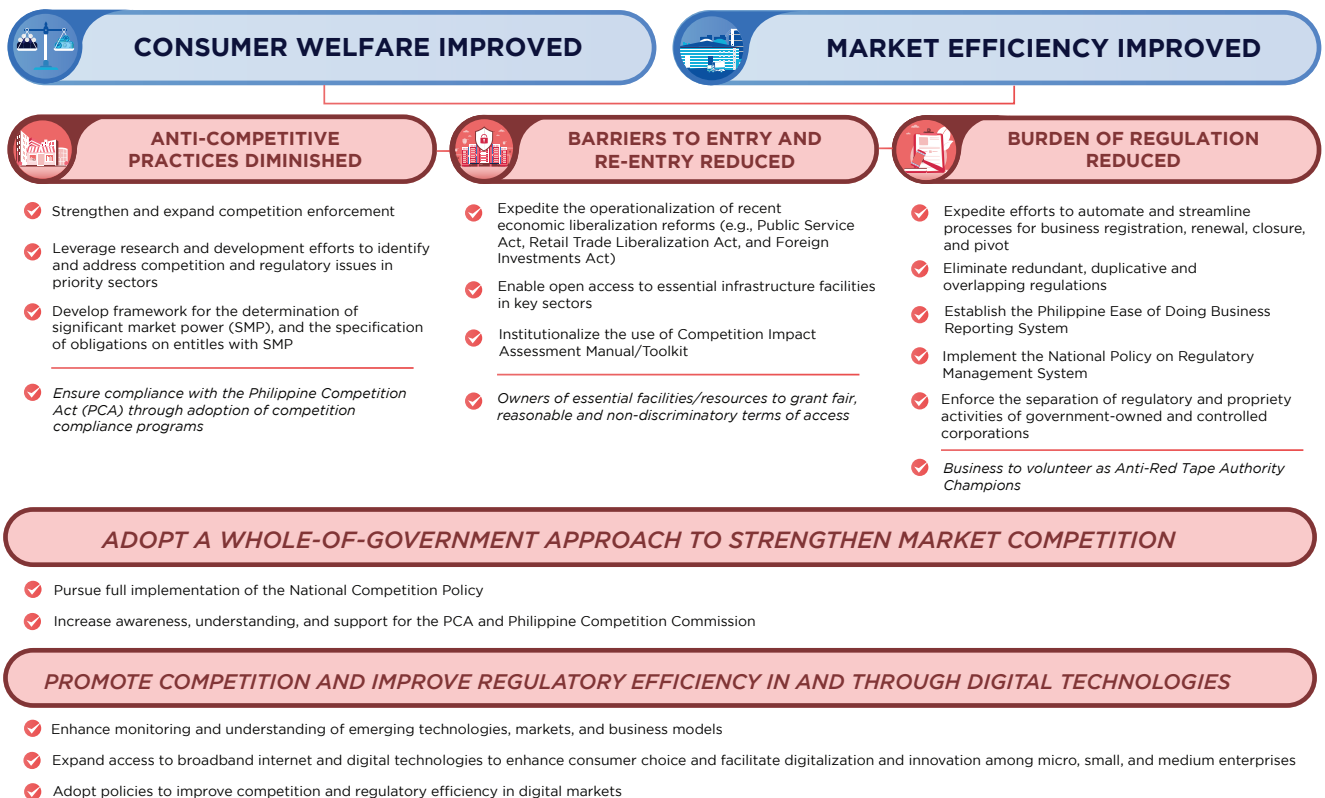 CONSUMER WELFARE IMPROVED
MARKET EFFICIENCY IMPROVED
ANTI-COMPETITIVE
PRACTICES DIMINISHED
Strengthen and expand competition enforcement
Leverage research and development efforts to identify
and address competition and regulatory issues in
priority sectors
Develop framework for the determination of
significant market power (SMP), and the specification
of obligations on entitles with SMP
Ensure compliance with the Philippine Competition
Act (PCA) through adoption of competition
compliance programs
BARRIERS TO ENTRY AND
RE-ENTRY REDUCED
Expedite the operationalization of recent
economic liberalization reforms (e.g., Public Service
Act, Retail Trade Liberalization Act, and Foreign
Investments Act)
Enable open access to essential infrastructure facilities
in key sectors
Institutionalize the use of Competition Impact
Assessment Manual/Toolkit
Owners of essential facilities/resources to grant fair,
reasonable and non-discriminatory terms of access
BURDEN OF REGULATION
REDUCED
Expedite efforts to automate and streamline
processes for business registration, renewal, closure,
and pivot
Eliminate redundant, duplicative and
overlapping regulations
Establish the Philippine Ease of Doing Business
Reporting System
Implement the National Policy on Regulatory
Management System
Enforce the separation of regulatory and propriety
activities of government-owned and controlled
corporations
Business to volunteer as Anti-Red Tape Authority
Champions
ADOPT A WHOLE-OF-GOVERNMENT APPROACH TO STRENGTHEN MARKET COMPETITION
Pursue full implementation of the National Competition Policy
Increase awareness, understanding, and support for the PCA and Philippine Competition Commission
PROMOTE COMPETITION AND IMPROVE REGULATORY EFFICIENCY IN AND THROUGH DIGITAL TECHNOLOGIES
Enhance monitoring and understanding of emerging technologies, markets, and business models
Expand access to broadband internet and digital technologies to enhance consumer choice and facilitate digitalization and innovation among micro, small, and medium enterprises
Adopt policies to improve competition and regulatory efficiency in digital markets